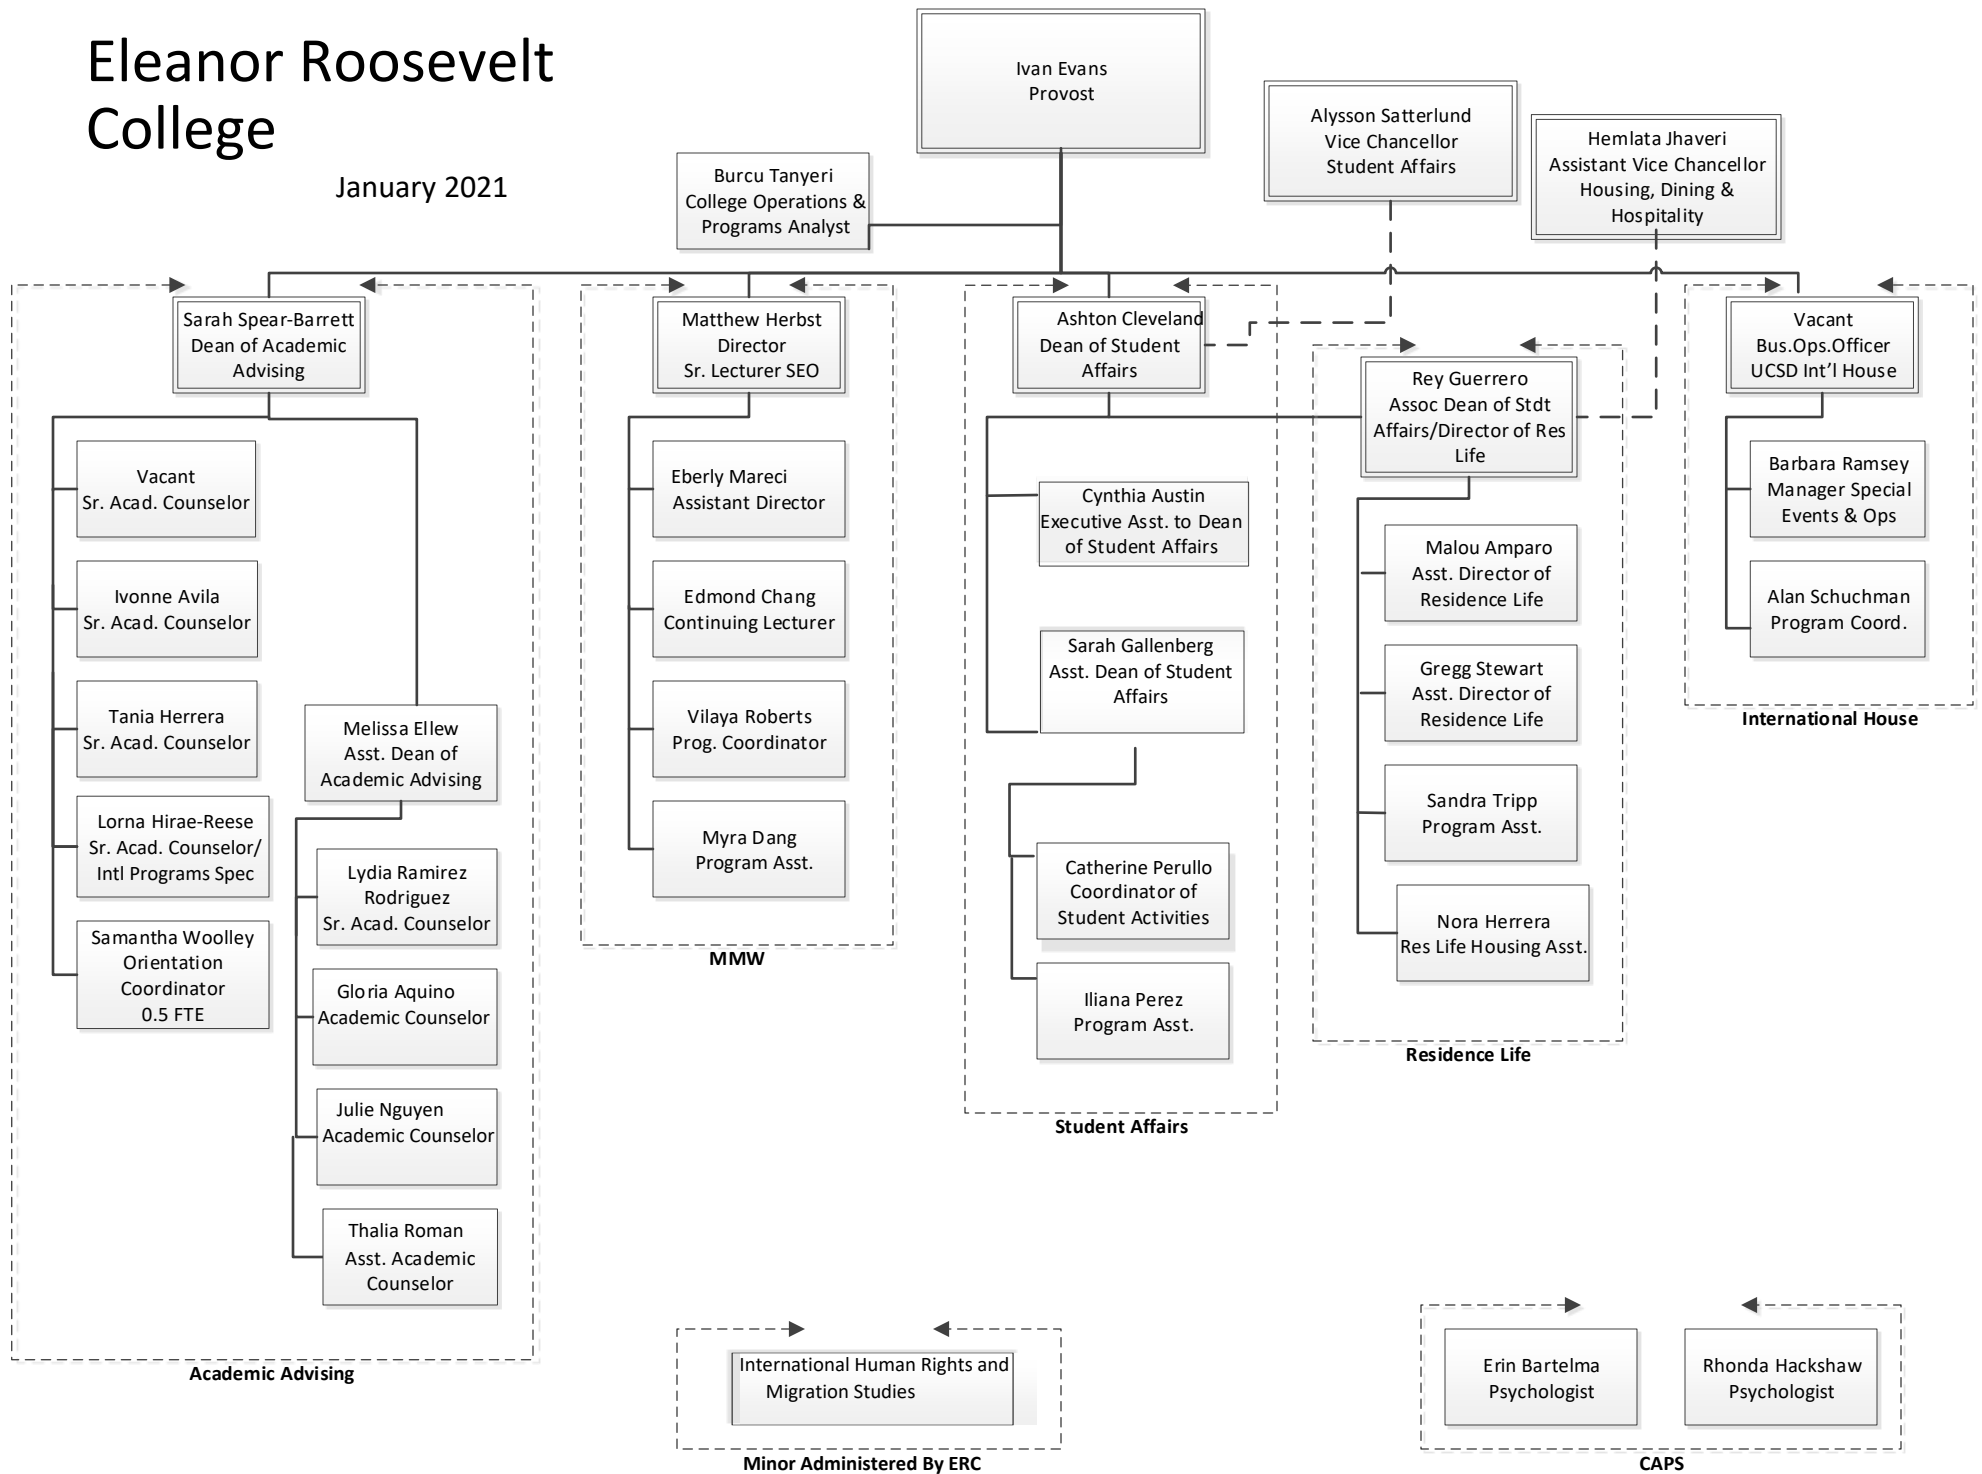 Eleanor Roosevelt
College
January 2021
Ivan Evans
Provost
Alysson Satterlund
Vice Chancellor
Student Affairs
Hemlata Jhaveri
Assistant Vice Chancellor
Housing, Dining &
Hospitality
Burcu Tanyeri
College Operations &
Programs Analyst
Sarah Spear-Barrett
Dean of Academic
Advising
Vacant
Sr. Acad. Counselor
Ivonne Avila
Sr. Acad. Counselor
Tania Herrera
Sr. Acad. Counselor
Lorna Hirae-Reese
Sr. Acad. Counselor/
Intl Programs Spec
Samantha Woolley
Orientation
Coordinator
0.5 FTE
Melissa Ellew
Asst. Dean of
Academic Advising
Lydia Ramirez
Rodriguez
Sr. Acad. Counselor
Gloria Aquino
Academic Counselor
Julie Nguyen
Academic Counselor
Thalia Roman
Asst. Academic
Counselor
Academic Advising
Matthew Herbst
Director
Sr. Lecturer SEO
Eberly Mareci
Assistant Director
Edmond Chang
Continuing Lecturer
Vilaya Roberts
Prog. Coordinator
Myra Dang
Program Asst.
MMW
Ashton Cleveland
Dean of Student
Affairs
Cynthia Austin
Executive Asst. to Dean
of Student Affairs
Sarah Gallenberg
Asst. Dean of Student
Affairs
Catherine Perullo
Coordinator of
Student Activities
Iliana Perez
Program Asst.
Student Affairs
Rey Guerrero
Assoc Dean of Stdt
Affairs/Director of Res
Life
Malou Amparo
Asst. Director of
Residence Life
Gregg Stewart
Asst. Director of
Residence Life
Sandra Tripp
Program Asst.
Nora Herrera
Res Life Housing Asst.
Residence Life
Vacant
Bus.Ops.Officer
UCSD Int’l House
Barbara Ramsey
Manager Special
Events & Ops
Alan Schuchman
Program Coord.
International House
International Human Rights and
Migration Studies
Minor Administered By ERC
Erin Bartelma
Psychologist
Rhonda Hackshaw
Psychologist
CAPS